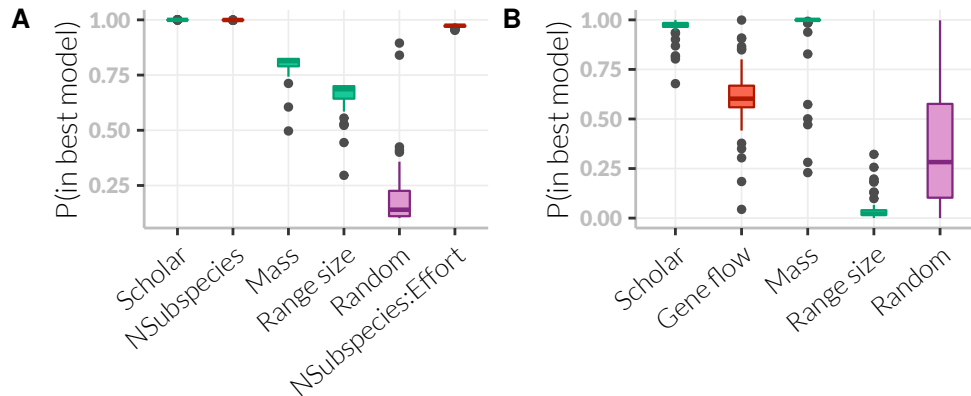 A
P(in best model)
1.00
0.75
0.50
0.25
Scholar
NSubspecies
Mass
Range size
Random
NSubspecies:Effort
B
P(in best model)
1.00
0.75
0.50
0.25
0.00
Scholar
Gene flow
Mass
Range size
Random